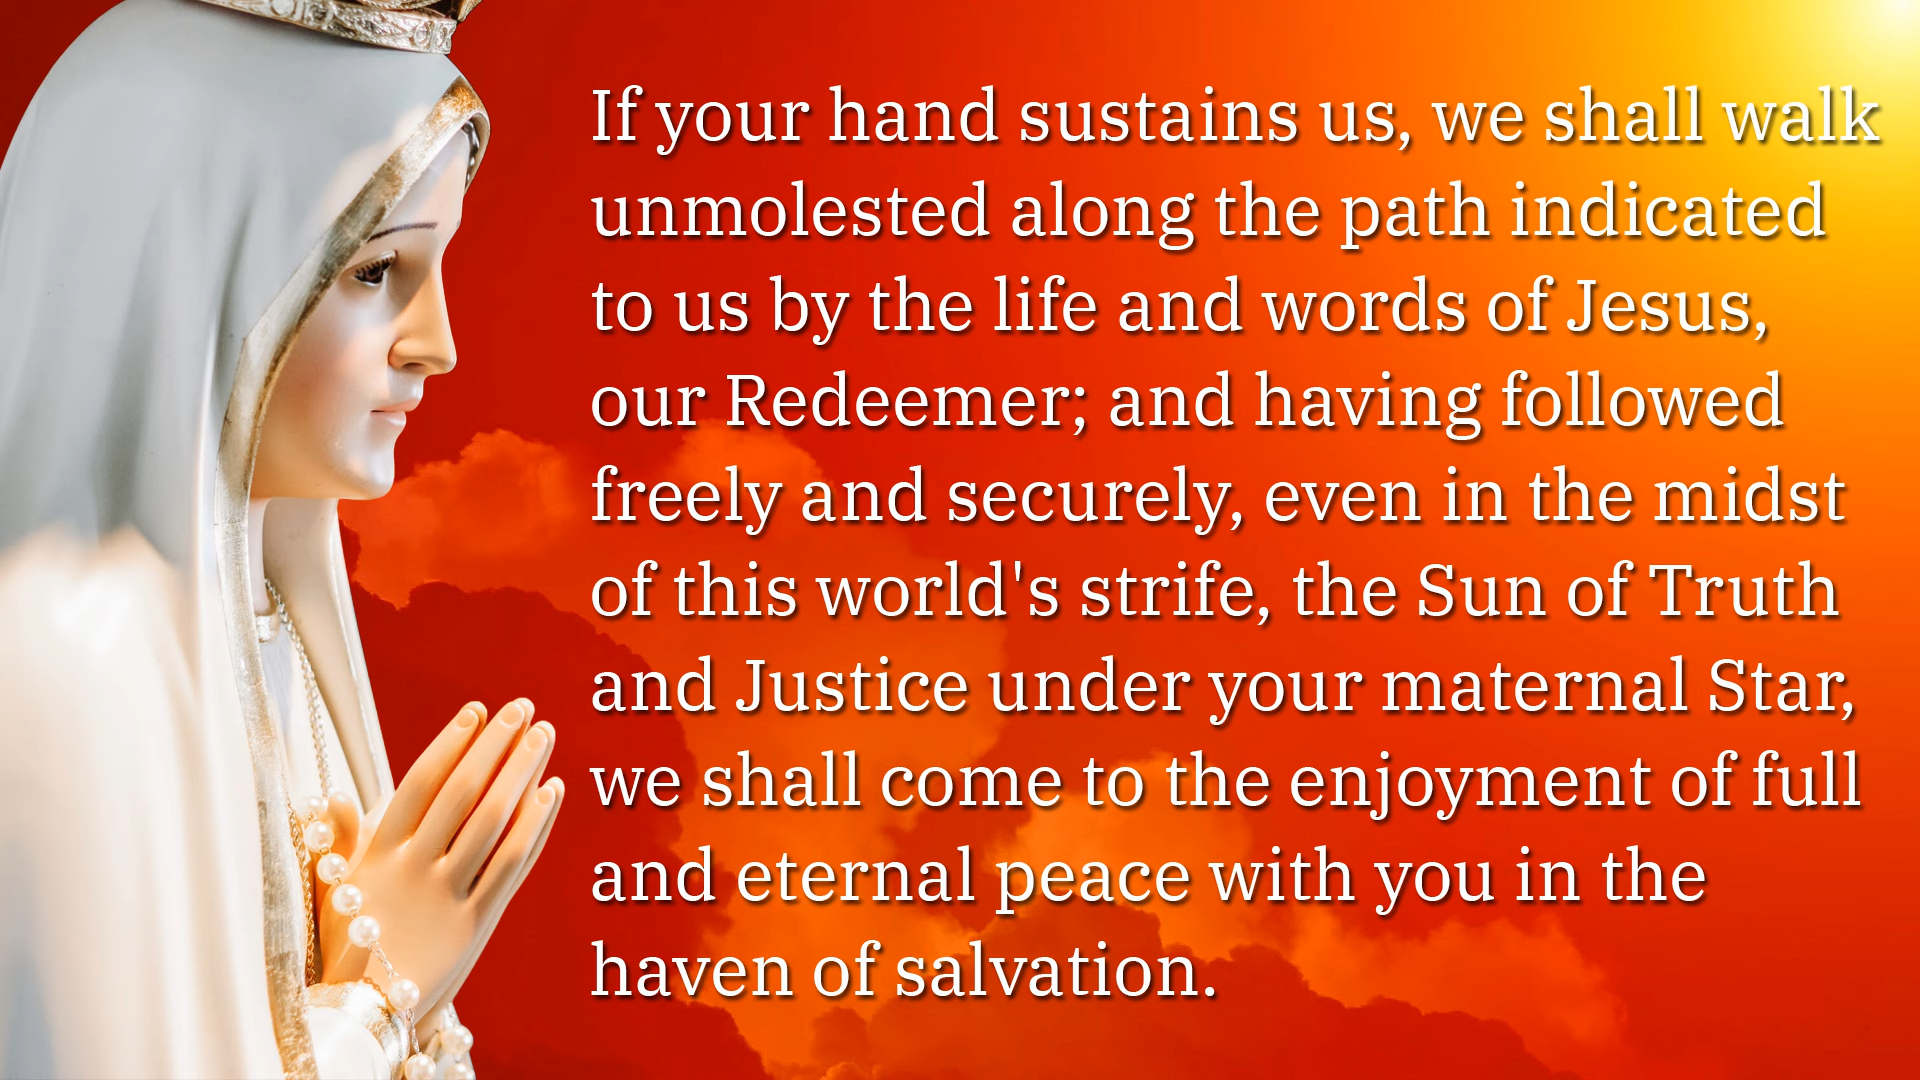 If your hand sustains us, we shall walk
unmolested along the path indicated
to us by the life and words of Jesus,
our Redeemer; and having followed
freely and securely, even in the midst
of this world's strife, the Sun of Truth
and Justice under your maternal Star,
we shall come to the enjoyment of full
and eternal peace with you in the
haven of salvation.